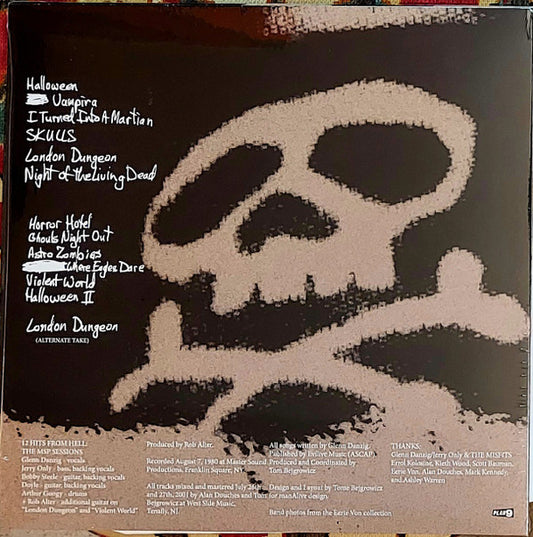 Halloween
Vampira
I Turned Into A Martian
SKULLS
London Dungeon
Night of the Living Dead
Horror Hotel
Ghouls Night Out
Astro Zombies
Where Eagles Dare
Violent World
Halloween II
London Dungeon
(ALTERNATE TAKE)
12 HITS FROM HELL:
THE MSP SESSIONS
Glenn Danzig - vocals
Jerry Only - bass, backing vocals
Bobby Steele - guitar, backing vocals
Doyle - guitar, backing vocals
Arthur Googy - drums
+ Rob Alter - additional guitar on
"London Dungeon" and "Violent World"
Produced by Rob Alter.
Recorded August 7, 1980 at Master Sound
Productions, Franklin Square, NY.
All tracks mixed and mastered July 26th
and 27th, 2001 by Alan Douches and Tom
Bejgrowicz at West Side Music,
Tenafly, NJ.
All songs written by Glenn Danzig.
Published by Evilive Music (ASCAP).
Produced and Coordinated by
Tom Bejgrowicz.
Design and Layout by Tom Bejgrowicz
for manAlive design.
Band photos from the Eerie Von collection
THANKS:
Glenn Danzig/Jerry Only & THE MISFITS
Errol Kolosine, Kieth Wood, Scott Bauman,
Eerie Von, Alan Douches, Mark Kennedy,
and Ashley Warren
PLAN 9